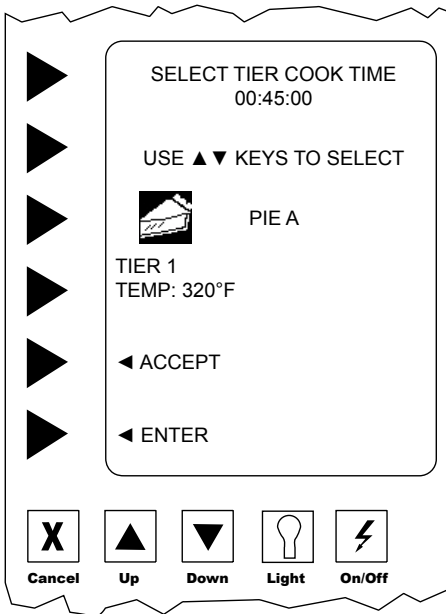 SELECT TIER COOK TIME
00:45:00
USE ▲▼ KEYS TO SELECT
PIE A
TIER 1
TEMP: 320°F
◄ ACCEPT
◄ ENTER
X
Cancel Up Down Light On/Off